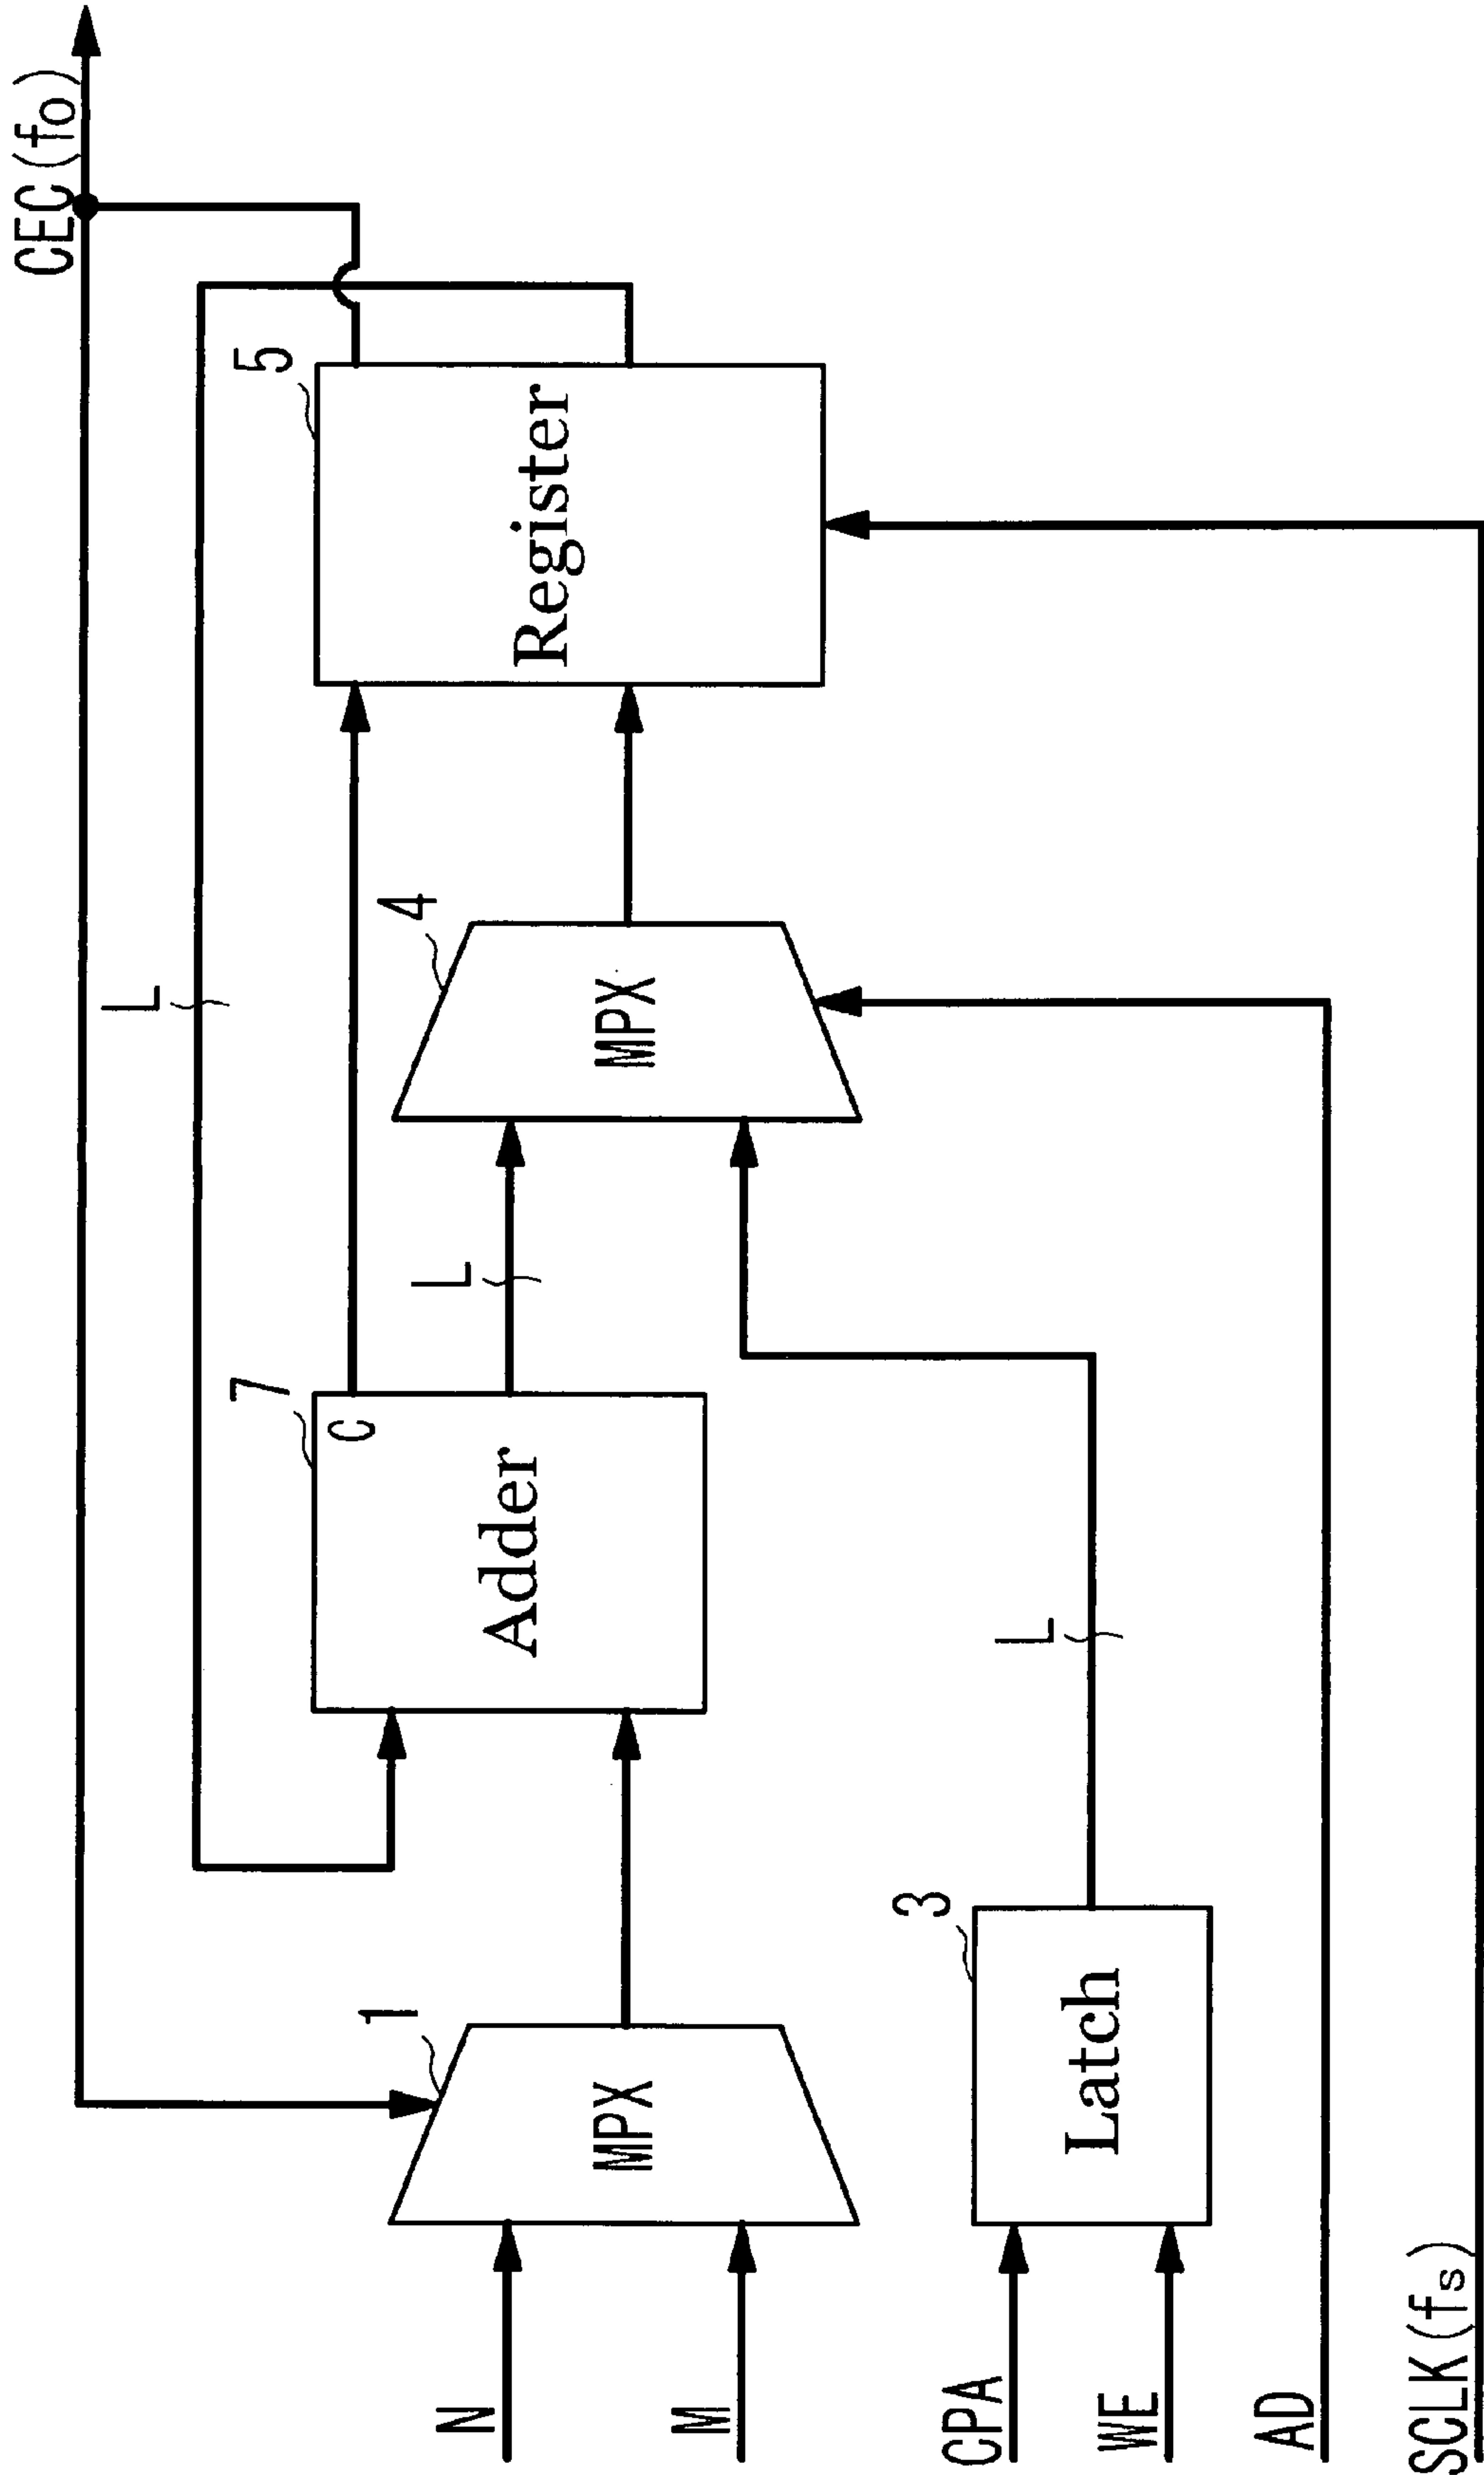 CEC(fo)
L
5
Register
7
C
Adder
L
4
MPX
1
MPX
N
M
3
Latch
L
CPA
WE
AD
SCLK(fs)